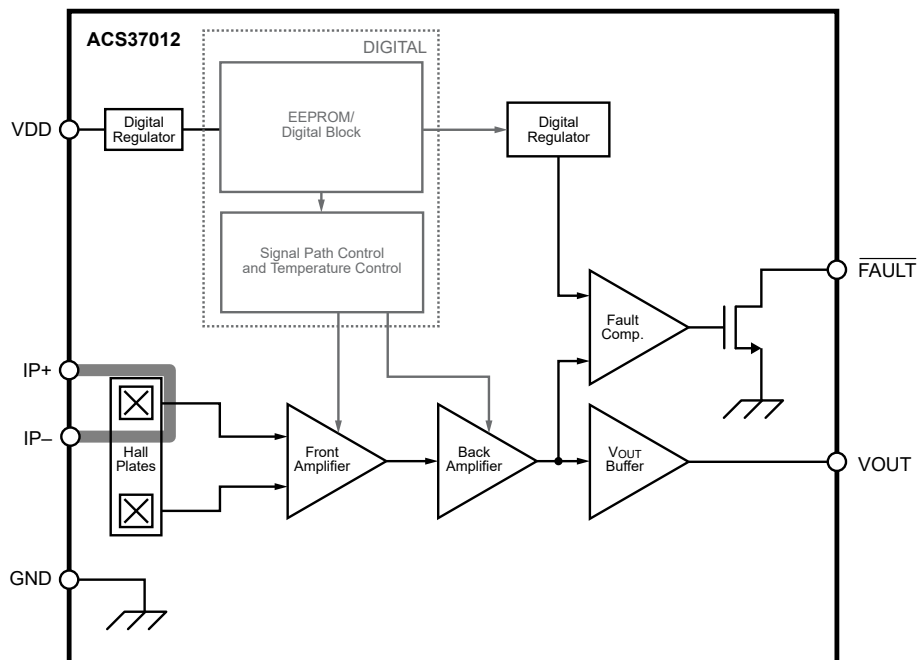 ACS37012
DIGITAL
VDD
Digital
Regulator
EEPROM/
Digital Block
Digital
Regulator
Signal Path Control
and Temperature Control
FAULT
Fault
Comp.
IP+
IP–
Hall
Plates
Front
Amplifier
Back
Amplifier
VOUT
Buffer
VOUT
GND